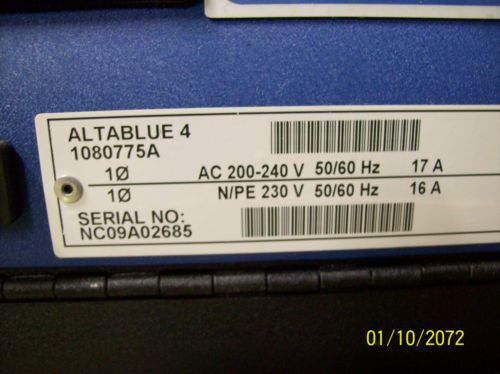 ALTABLUE 4
1080775A
1Ø AC 200-240 V 50/60 Hz 17 A
1Ø N/PE 230 V 50/60 Hz 16 A
SERIAL NO:
NC09A02685
01/10/2072